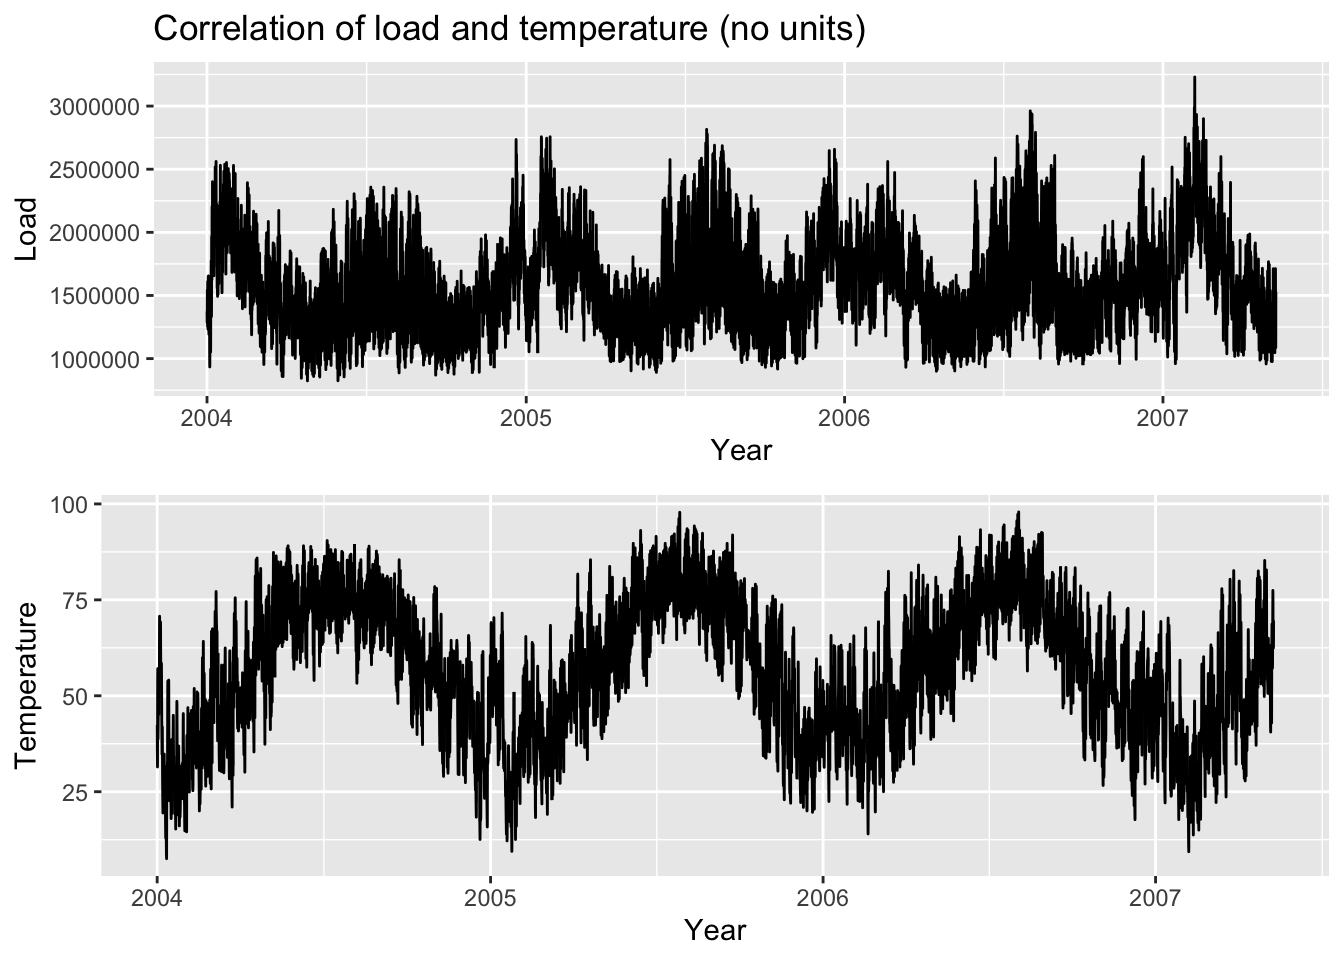 Correlation of load and temperature (no units)
3000000
2500000
2000000
1500000
1000000
Load
2004 2005 2006 2007
Year
100
75
50
25
Temperature
2004 2005 2006 2007
Year